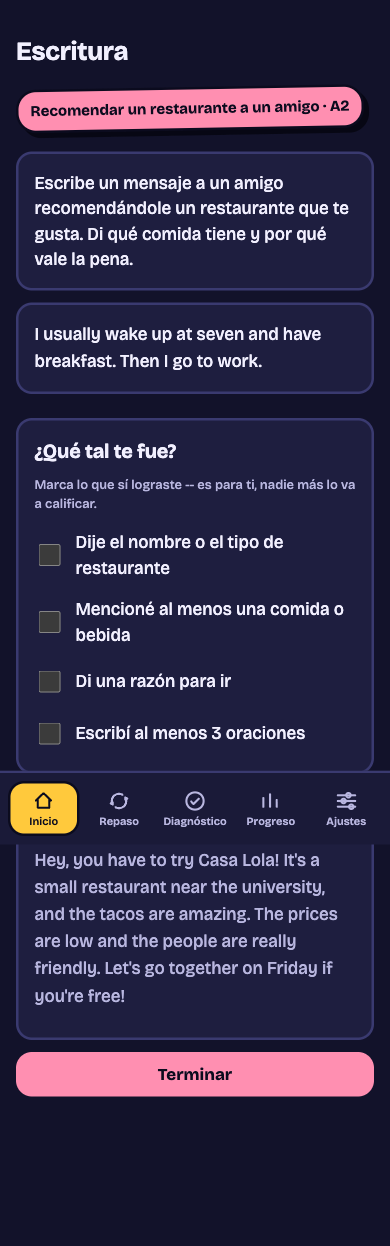 Escritura
Recomendar un restaurante a un amigo · A2
Escribe un mensaje a un amigo
recomendándole un restaurante que te
gusta. Di qué comida tiene y por qué
vale la pena.
I usually wake up at seven and have
breakfast. Then I go to work.
¿Qué tal te fue?
Marca lo que sí lograste -- es para ti, nadie más lo va
a calificar.
Dije el nombre o el tipo de
restaurante
Mencioné al menos una comida o
bebida
Di una razón para ir
Escribí al menos 3 oraciones
Inicio
Repaso
Diagnóstico
Progreso
Ajustes
Hey, you have to try Casa Lola! It's a
small restaurant near the university,
and the tacos are amazing. The prices
are low and the people are really
friendly. Let's go together on Friday if
you're free!
Terminar